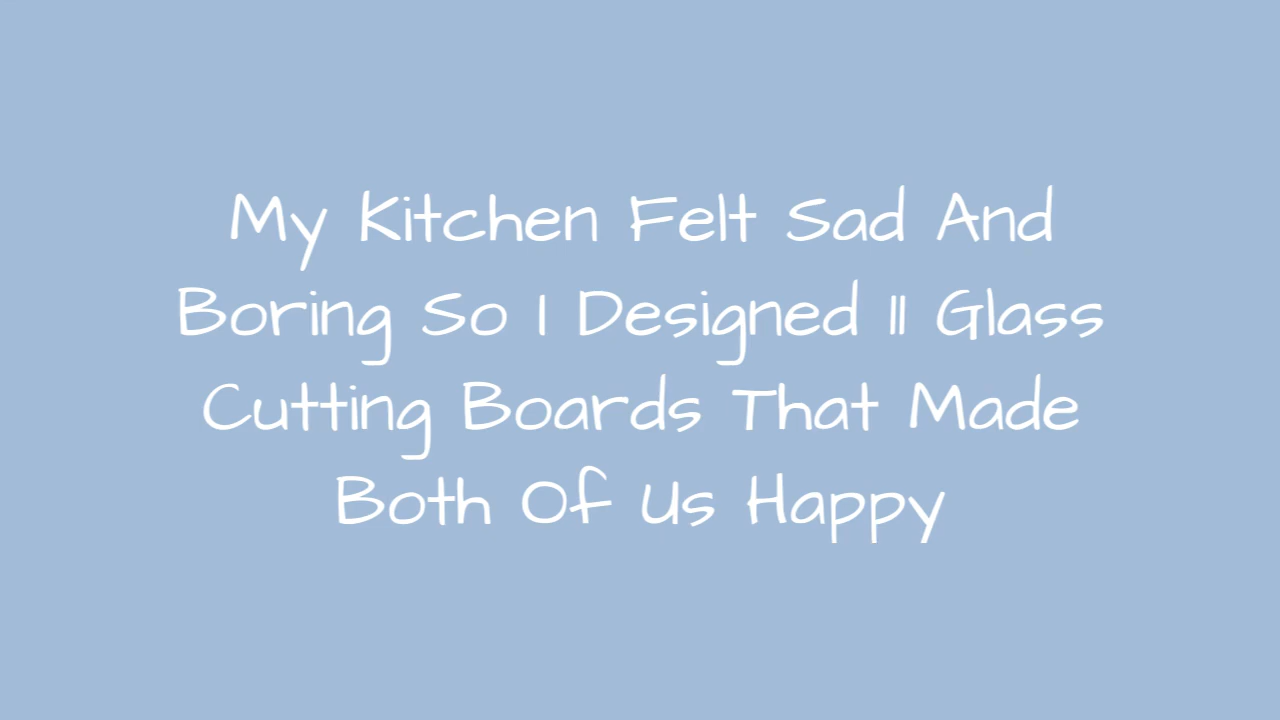 My Kitchen Felt Sad And
Boring So I Designed 11 Glass
Cutting Boards That Made
Both Of Us Happy